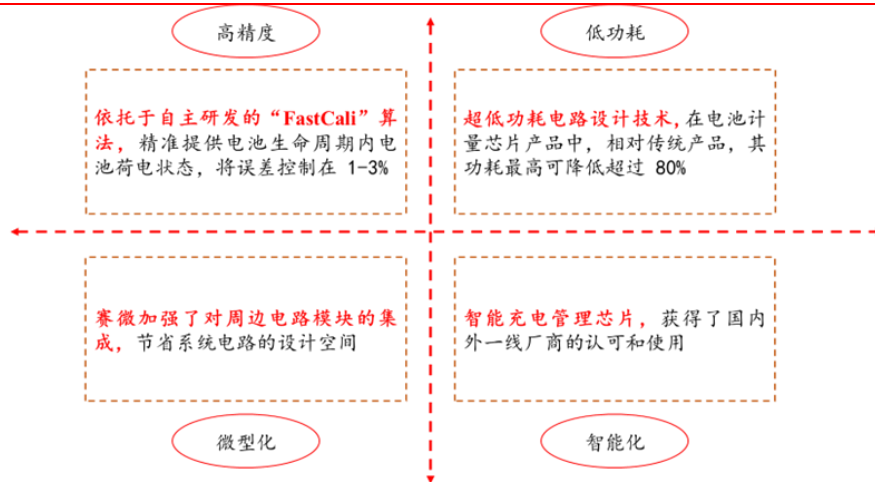 高精度
低功耗
依托于自主研发的“FastCali”算
法，精准提供电池生命周期内电
池荷电状态，将误差控制在 1-3%
超低功耗电路设计技术，在电池计
量芯片产品中，相对传统产品，其
功耗最高可降低超过 80%
赛微加强了对周边电路模块的集
成，节省系统电路的设计空间
智能充电管理芯片，获得了国内
外一线厂商的认可和使用
微型化
智能化